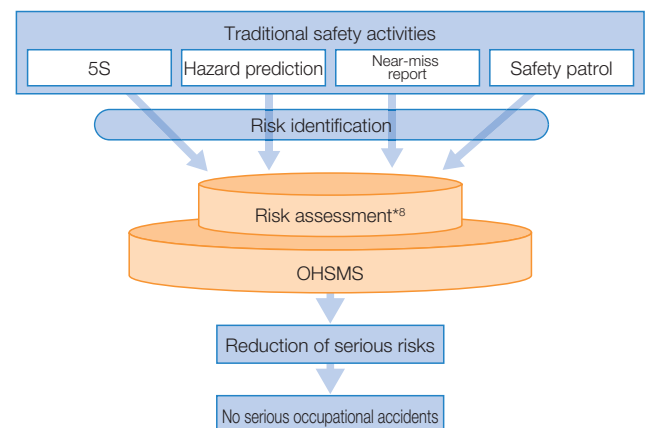 Traditional safety activities
5S
Hazard prediction
Near-miss
report
Safety patrol
Risk identification
Risk assessment*8
OHSMS
Reduction of serious risks
No serious occupational accidents